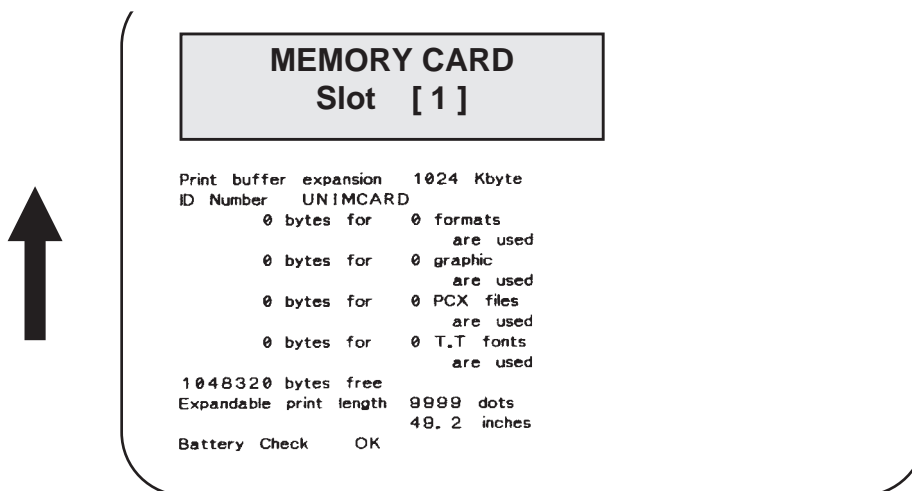 MEMORY CARD
Slot [ 1 ]
Print buffer expansion 1024 Kbyte
ID Number UNIMCARD
0 bytes for 0 formats
are used
0 bytes for 0 graphic
are used
0 bytes for 0 PCX files
are used
0 bytes for 0 T.T fonts
are used
1048320 bytes free
Expandable print length 9999 dots
49.2 inches
Battery Check OK